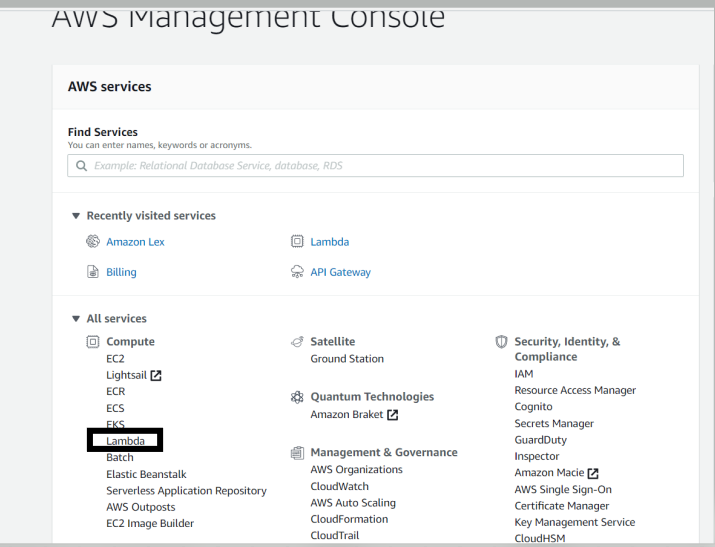 AWS Management Console
AWS services
Find Services
You can enter names, keywords or acronyms.
Example: Relational Database Service, database, RDS
Recently visited services
Amazon Lex
Lambda
Billing
API Gateway
All services
Compute
EC2
Lightsail
ECR
ECS
EKS
Lambda
Batch
Elastic Beanstalk
Serverless Application Repository
AWS Outposts
EC2 Image Builder
Satellite
Ground Station
Quantum Technologies
Amazon Braket
Management & Governance
AWS Organizations
CloudWatch
AWS Auto Scaling
CloudFormation
CloudTrail
Security, Identity, &
Compliance
IAM
Resource Access Manager
Cognito
Secrets Manager
GuardDuty
Inspector
Amazon Macie
AWS Single Sign-On
Certificate Manager
Key Management Service
CloudHSM